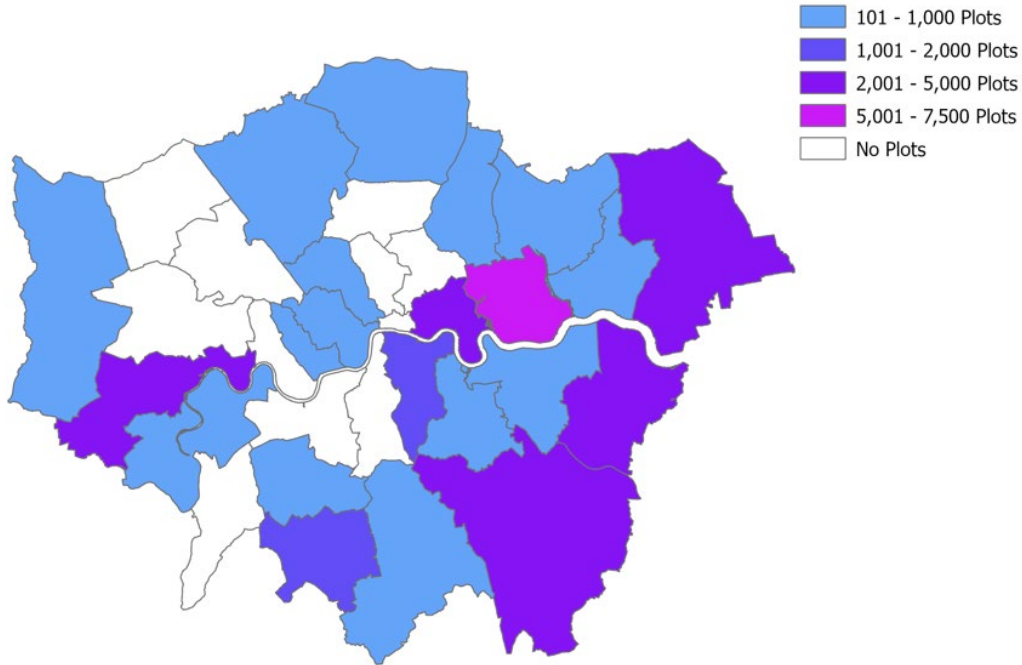 101 - 1,000 Plots
1,001 - 2,000 Plots
2,001 - 5,000 Plots
5,001 - 7,500 Plots
No Plots